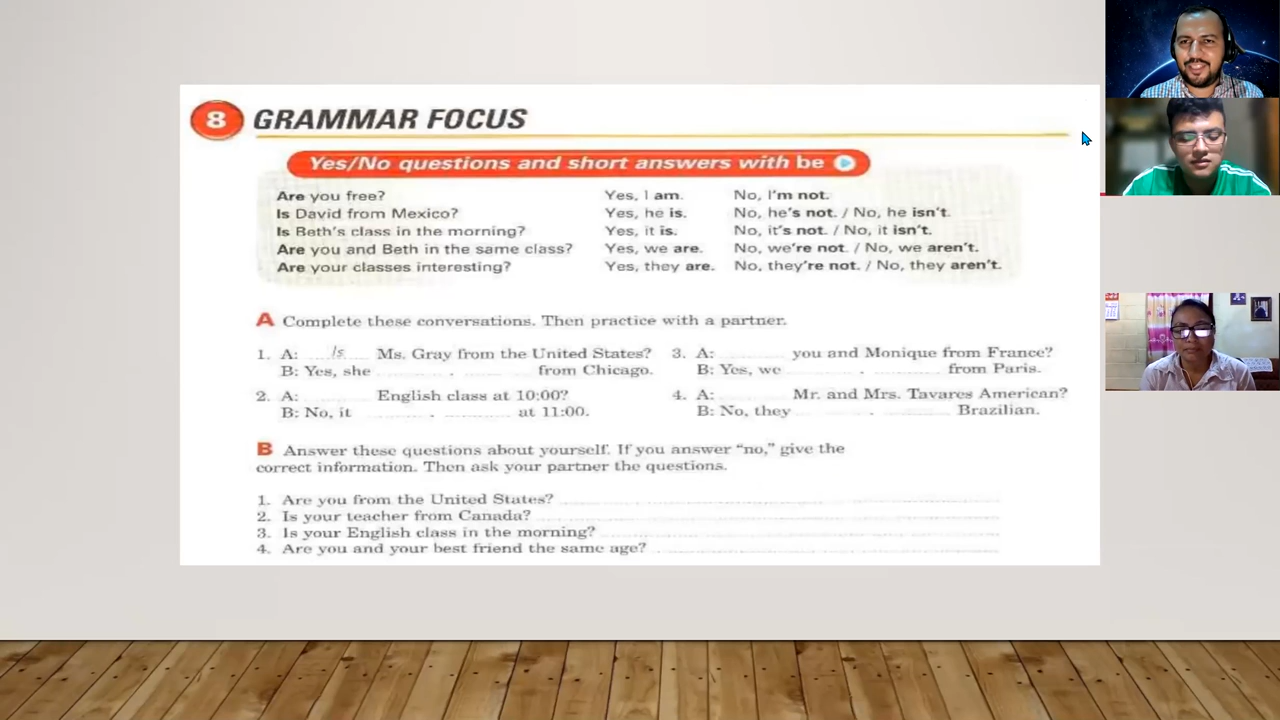 8 GRAMMAR FOCUS
Yes/No questions and short answers with be
Are you free? Yes, I am. No, I'm not.
Is David from Mexico? Yes, he is. No, he's not. / No, he isn't.
Is Beth's class in the morning? Yes, it is. No, it's not. / No, it isn't.
Are you and Beth in the same class? Yes, we are. No, we're not. / No, we aren't.
Are your classes interesting? Yes, they are. No, they're not. / No, they aren't.
A Complete these conversations. Then practice with a partner.
1. A: Is Ms. Gray from the United States?
B: Yes, she ........ . ........ from Chicago.
2. A: ........ English class at 10:00?
B: No, it ........ . ........ at 11:00.
3. A: ........ you and Monique from France?
B: Yes, we ........ . ........ from Paris.
4. A: ........ Mr. and Mrs. Tavares American?
B: No, they ........ . ........ Brazilian.
B Answer these questions about yourself. If you answer "no," give the
correct information. Then ask your partner the questions.
1. Are you from the United States?
2. Is your teacher from Canada?
3. Is your English class in the morning?
4. Are you and your best friend the same age?